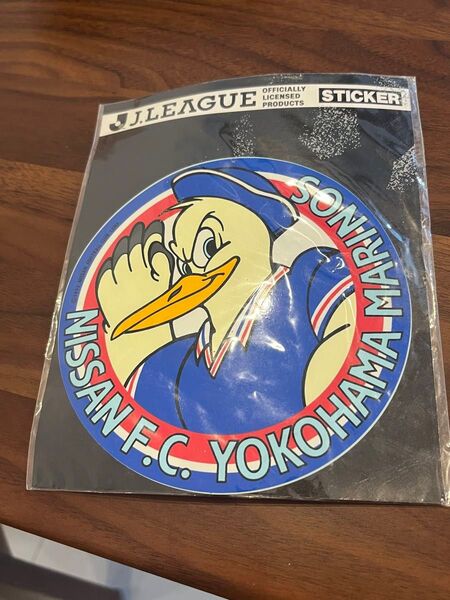 J.LEAGUE
OFFICIALLY
LICENSED
PRODUCTS
STICKER
NISSAN F.C. YOKOHAMA MARINOS